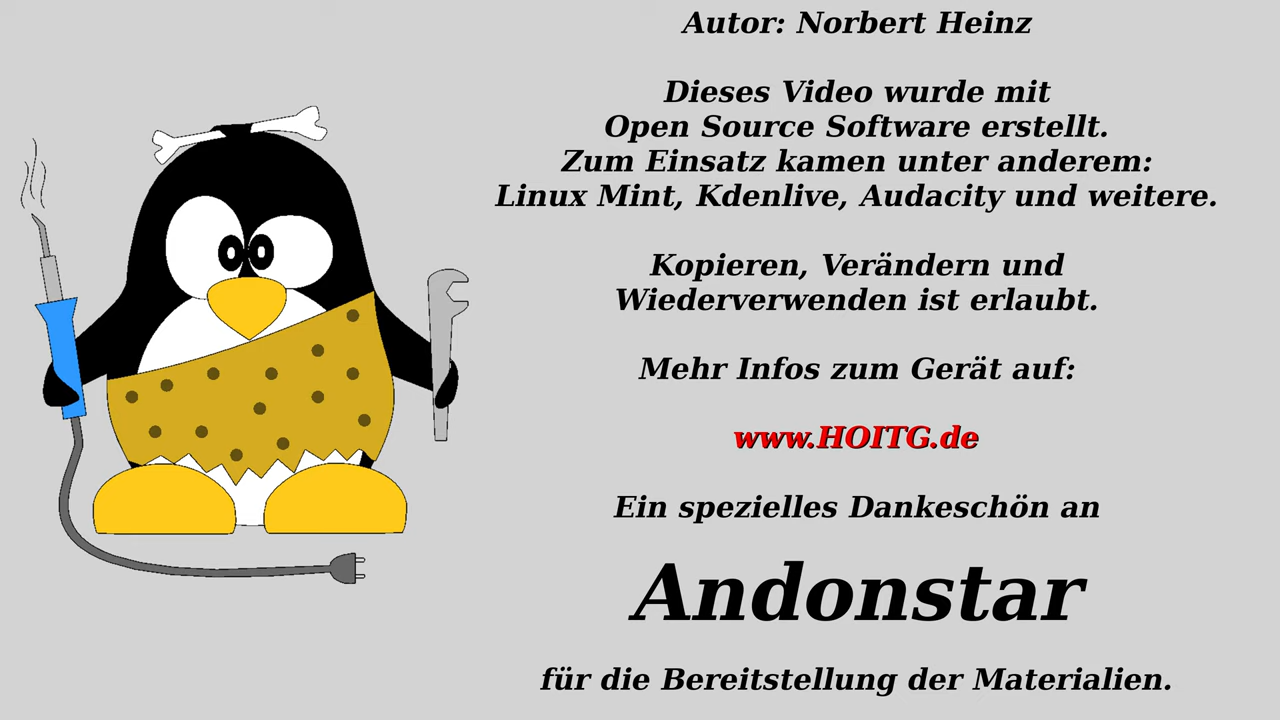 Autor: Norbert Heinz
Dieses Video wurde mit
Open Source Software erstellt.
Zum Einsatz kamen unter anderem:
Linux Mint, Kdenlive, Audacity und weitere.
Kopieren, Verändern und
Wiederverwenden ist erlaubt.
Mehr Infos zum Gerät auf:
www.HOITG.de
Ein spezielles Dankeschön an
Andonstar
für die Bereitstellung der Materialien.